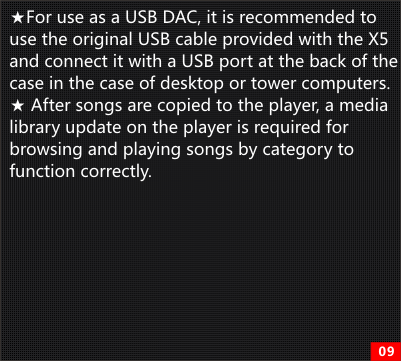 ★For use as a USB DAC, it is recommended to
use the original USB cable provided with the X5
and connect it with a USB port at the back of the
case in the case of desktop or tower computers.
★ After songs are copied to the player, a media
library update on the player is required for
browsing and playing songs by category to
function correctly.
09